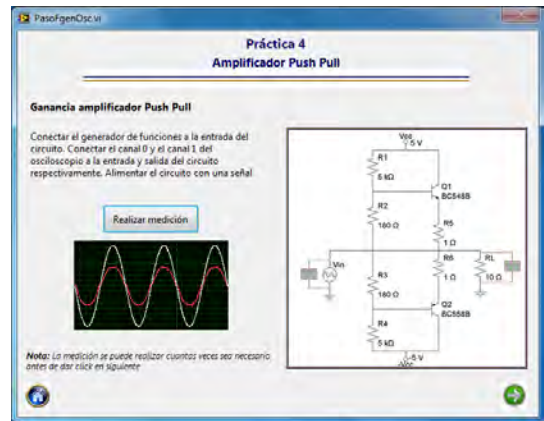 PasoFgenOsc.vi
Práctica 4
Amplificador Push Pull
Ganancia amplificador Push Pull
Conectar el generador de funciones a la entrada del
circuito. Conectar el canal 0 y el canal 1 del
osciloscopio a la entrada y salida del circuito
respectivamente. Alimentar el circuito con una señal
Realizar medición
Nota: La medición se puede realizar cuantas veces sea necesario
antes de dar click en siguiente
Vcc
5 V
R1
5 kΩ
Q1
BC548B
R2
160 Ω
R5
1 Ω
Vin
R3
160 Ω
R6
1 Ω
RL
10 Ω
Q2
BC558B
R4
5 kΩ
-5 V
-Vcc